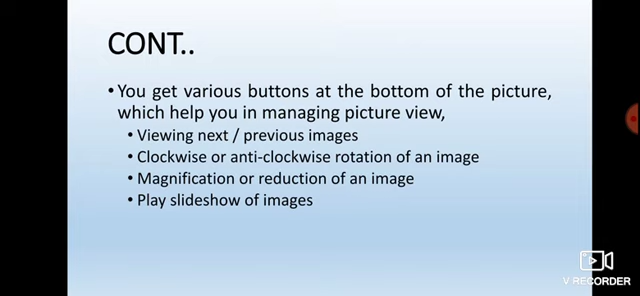 CONT..
• You get various buttons at the bottom of the picture,
which help you in managing picture view,
• Viewing next / previous images
• Clockwise or anti-clockwise rotation of an image
• Magnification or reduction of an image
• Play slideshow of images
V RECORDER